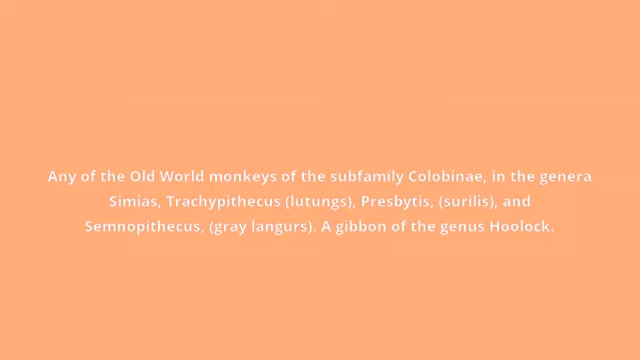 Any of the Old World monkeys of the subfamily Colobinae, in the genera
Simias, Trachypithecus (lutungs), Presbytis, (surilis), and
Semnopithecus, (gray langurs). A gibbon of the genus Hoolock.